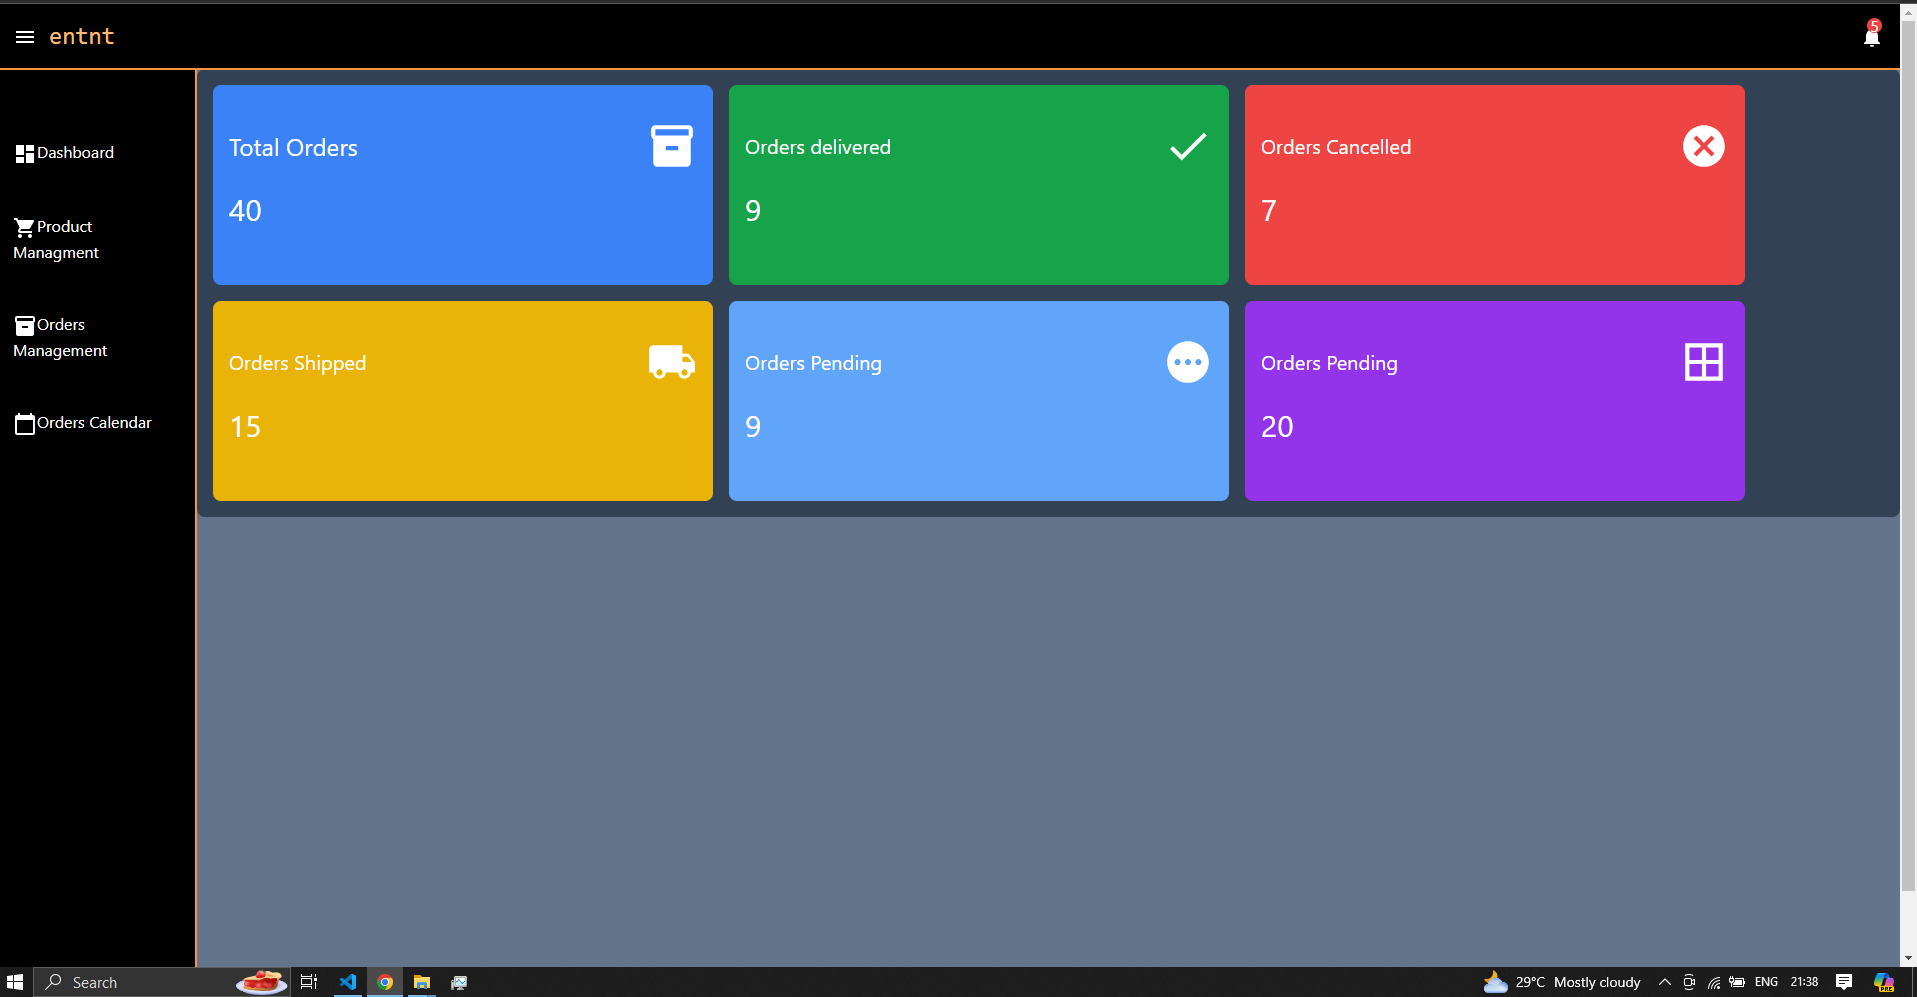 entnt
5
Dashboard
Product
Managment
Orders
Management
Orders Calendar
Total Orders
40
Orders delivered
9
Orders Cancelled
7
Orders Shipped
15
Orders Pending
9
Orders Pending
20
Search
29°C Mostly cloudy
ENG
21:38
PRE